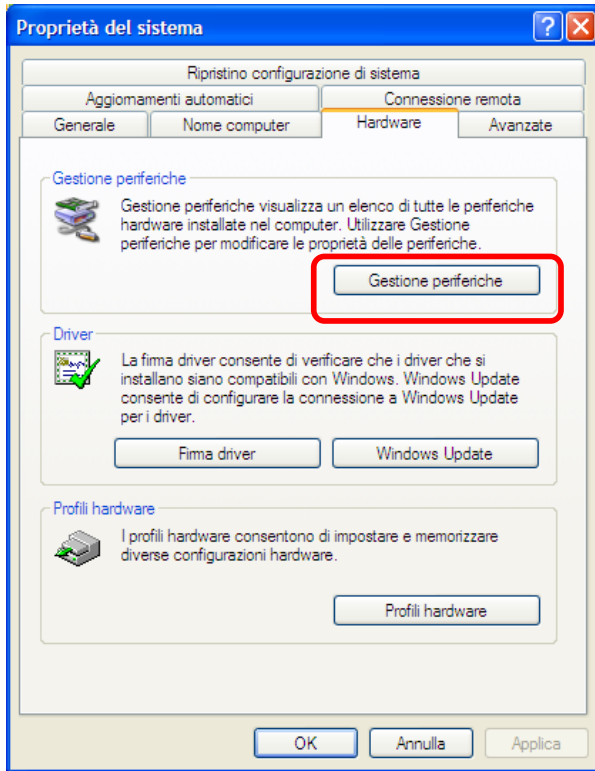 Proprietà del sistema
Ripristino configurazione di sistema
Aggiornamenti automatici
Connessione remota
Generale
Nome computer
Hardware
Avanzate
Gestione periferiche
Gestione periferiche visualizza un elenco di tutte le periferiche
hardware installate nel computer. Utilizzare Gestione
periferiche per modificare le proprietà delle periferiche.
Gestione periferiche
Driver
La firma driver consente di verificare che i driver che si
installano siano compatibili con Windows. Windows Update
consente di configurare la connessione a Windows Update
per i driver.
Firma driver
Windows Update
Profili hardware
I profili hardware consentono di impostare e memorizzare
diverse configurazioni hardware.
Profili hardware
OK
Annulla
Applica